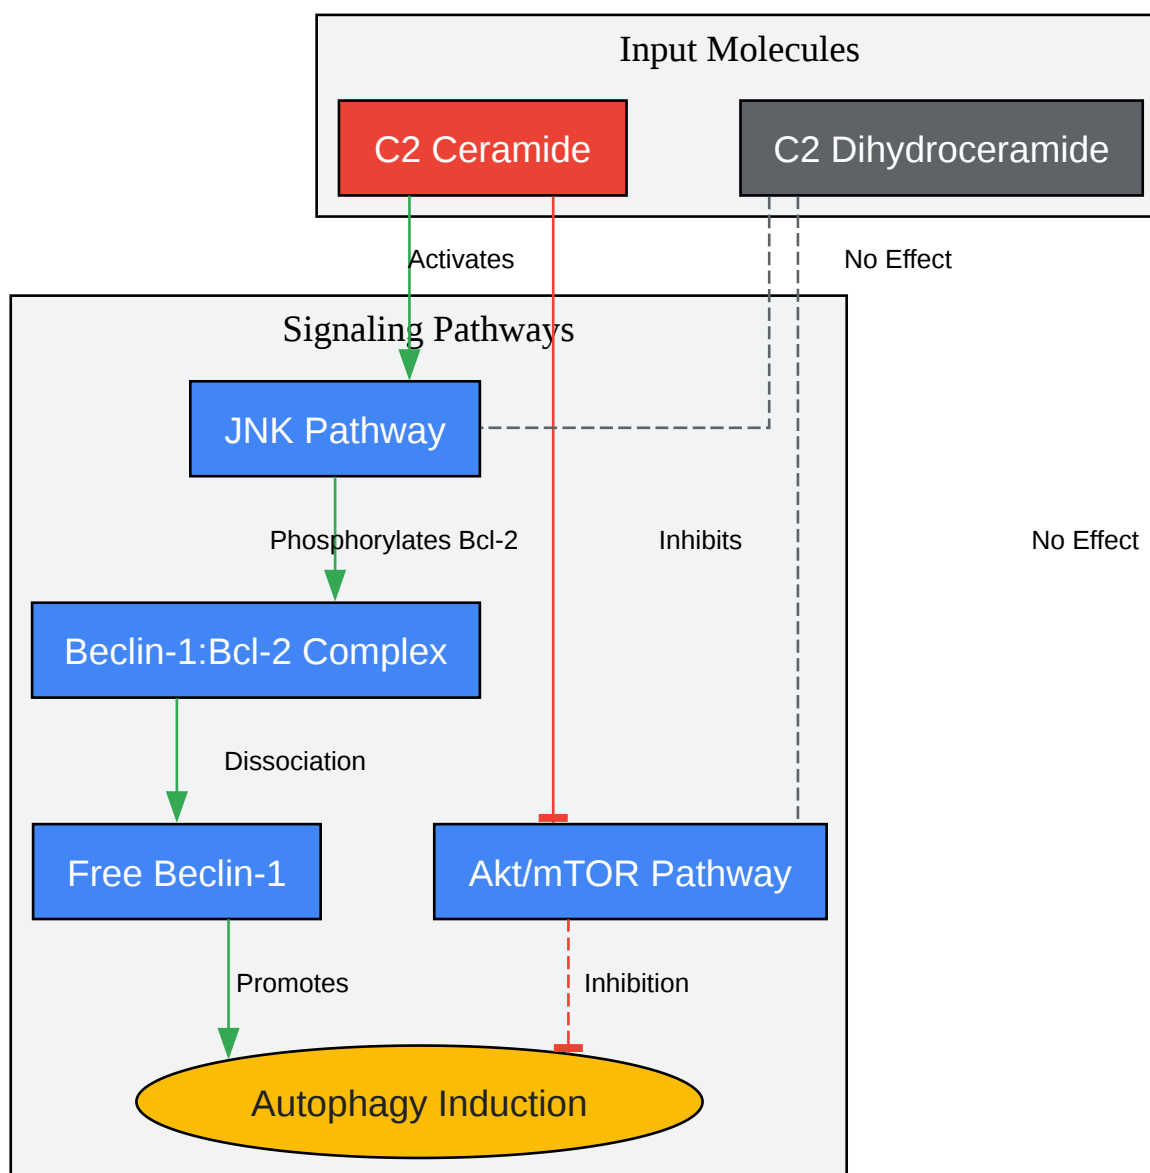 Input Molecules
C2 Ceramide
C2 Dihydroceramide
Activates
No Effect
Signaling Pathways
JNK Pathway
Phosphorylates Bcl-2
Inhibits
No Effect
Beclin-1:Bcl-2 Complex
Dissociation
Free Beclin-1
Akt/mTOR Pathway
Promotes
Inhibition
Autophagy Induction